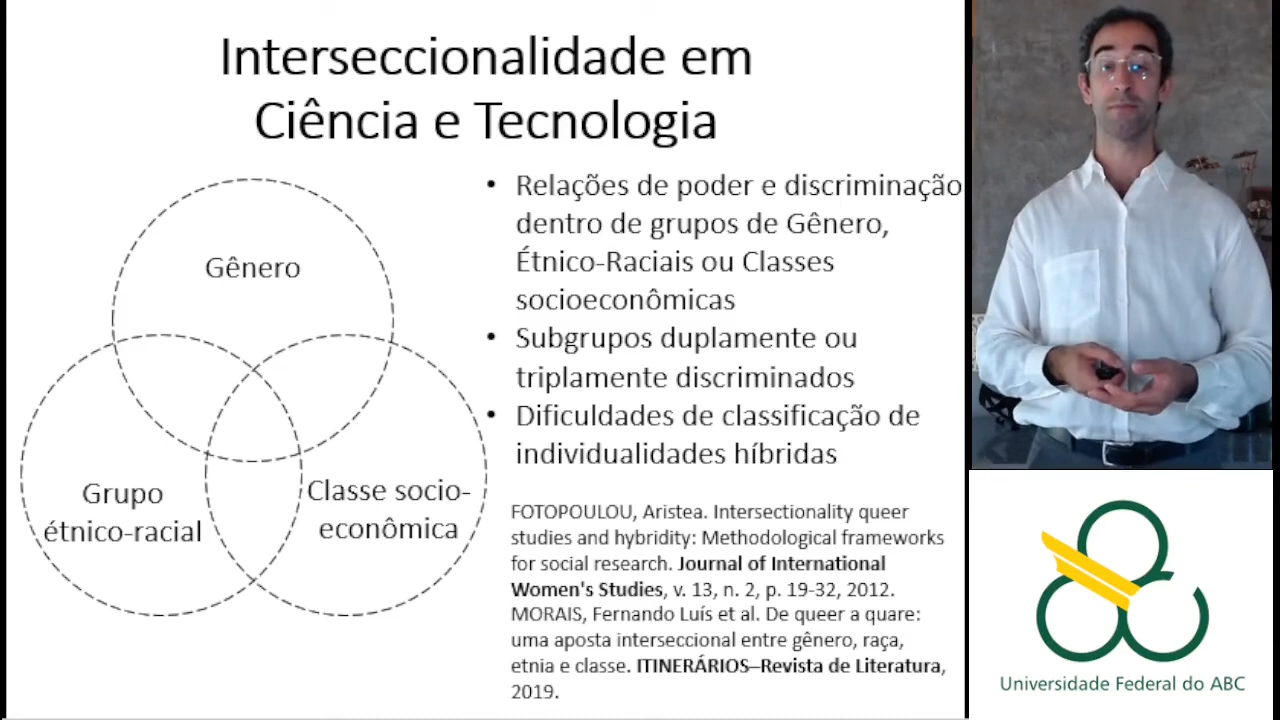 Interseccionalidade em
Ciência e Tecnologia
Gênero
Grupo
étnico-racial
Classe socio-
econômica
• Relações de poder e discriminação
dentro de grupos de Gênero,
Étnico-Raciais ou Classes
socioeconômicas
• Subgrupos duplamente ou
triplamente discriminados
• Dificuldades de classificação de
individualidades híbridas
FOTOPOULOU, Aristea. Intersectionality queer
studies and hybridity: Methodological frameworks
for social research. Journal of International
Women's Studies, v. 13, n. 2, p. 19-32, 2012.
MORAIS, Fernando Luís et al. De queer a quare:
uma aposta interseccional entre gênero, raça,
etnia e classe. ITINERÁRIOS–Revista de Literatura,
2019.
Universidade Federal do ABC